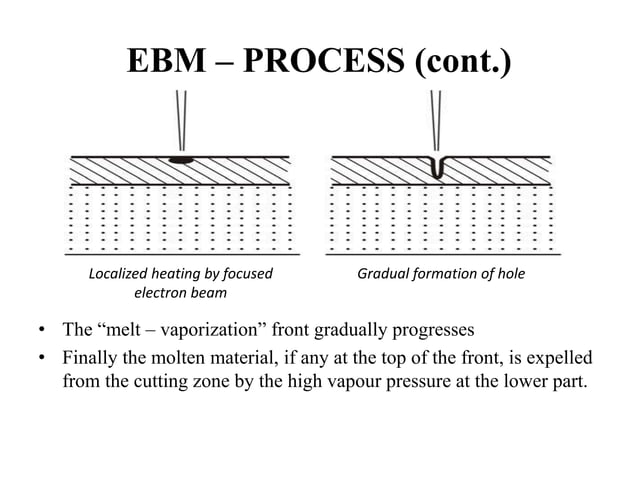 EBM – PROCESS (cont.)
Localized heating by focused
electron beam
Gradual formation of hole
• The “melt – vaporization” front gradually progresses
• Finally the molten material, if any at the top of the front, is expelled
from the cutting zone by the high vapour pressure at the lower part.